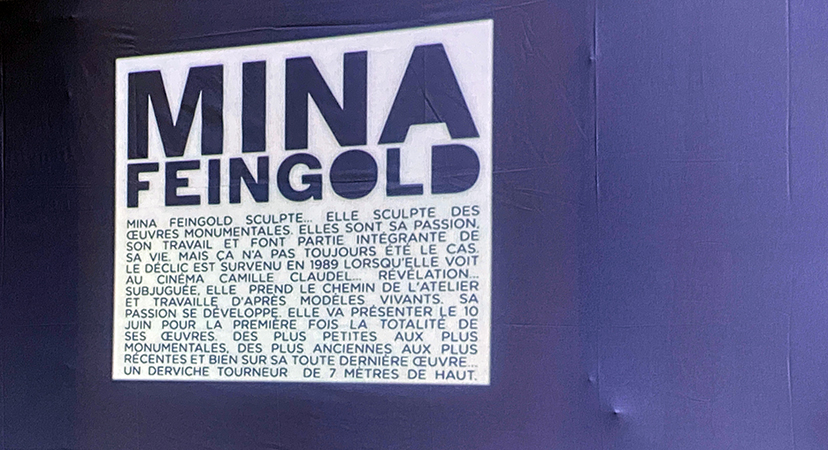 MINA
FEINGOLD
MINA FEINGOLD SCULPTE... ELLE SCULPTE DES
ŒUVRES MONUMENTALES. ELLES SONT SA PASSION,
SON TRAVAIL ET FONT PARTIE INTÉGRANTE DE
SA VIE. MAIS ÇA N'A PAS TOUJOURS ÉTÉ LE CAS.
LE DÉCLIC EST SURVENU EN 1989 LORSQU'ELLE VOIT
AU CINÉMA CAMILLE CLAUDEL... RÉVÉLATION...
SUBJUGUÉE, ELLE PREND LE CHEMIN DE L'ATELIER
ET TRAVAILLE D'APRÈS MODÈLES VIVANTS. SA
PASSION SE DÉVELOPPE. ELLE VA PRÉSENTER LE 10
JUIN POUR LA PREMIÈRE FOIS LA TOTALITÉ DE
SES ŒUVRES. DES PLUS PETITES AUX PLUS
MONUMENTALES, DES PLUS ANCIENNES AUX PLUS
RÉCENTES ET BIEN SUR SA TOUTE DERNIÈRE ŒUVRE...
UN DERVICHE TOURNEUR DE 7 MÈTRES DE HAUT.